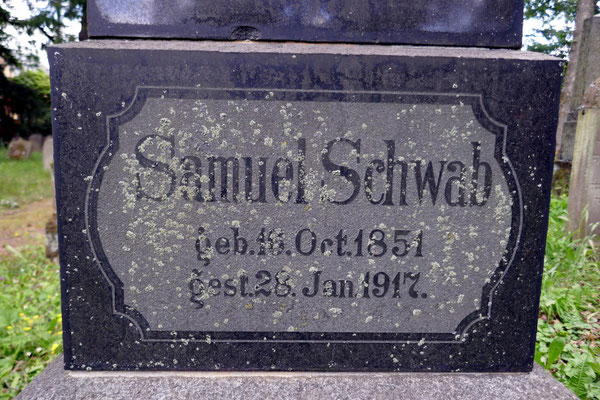 Samuel Schwab
geb. 16. Oct. 1851
gest. 28. Jan. 1917.